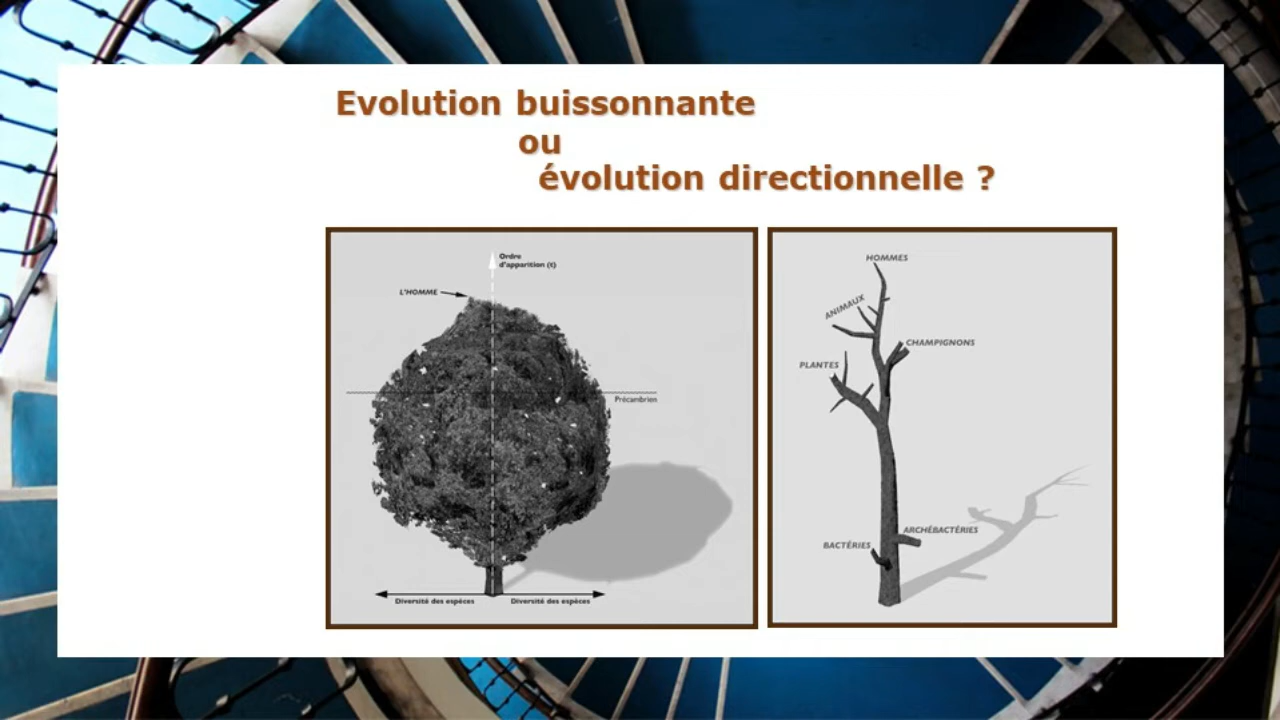 Evolution buissonnante
ou
évolution directionnelle ?
Ordre
d'apparition (t)
L'HOMME
Précambrien
Diversité des espèces
Diversité des espèces
HOMMES
ANIMAUX
CHAMPIGNONS
PLANTES
ARCHÉBACTÉRIES
BACTÉRIES